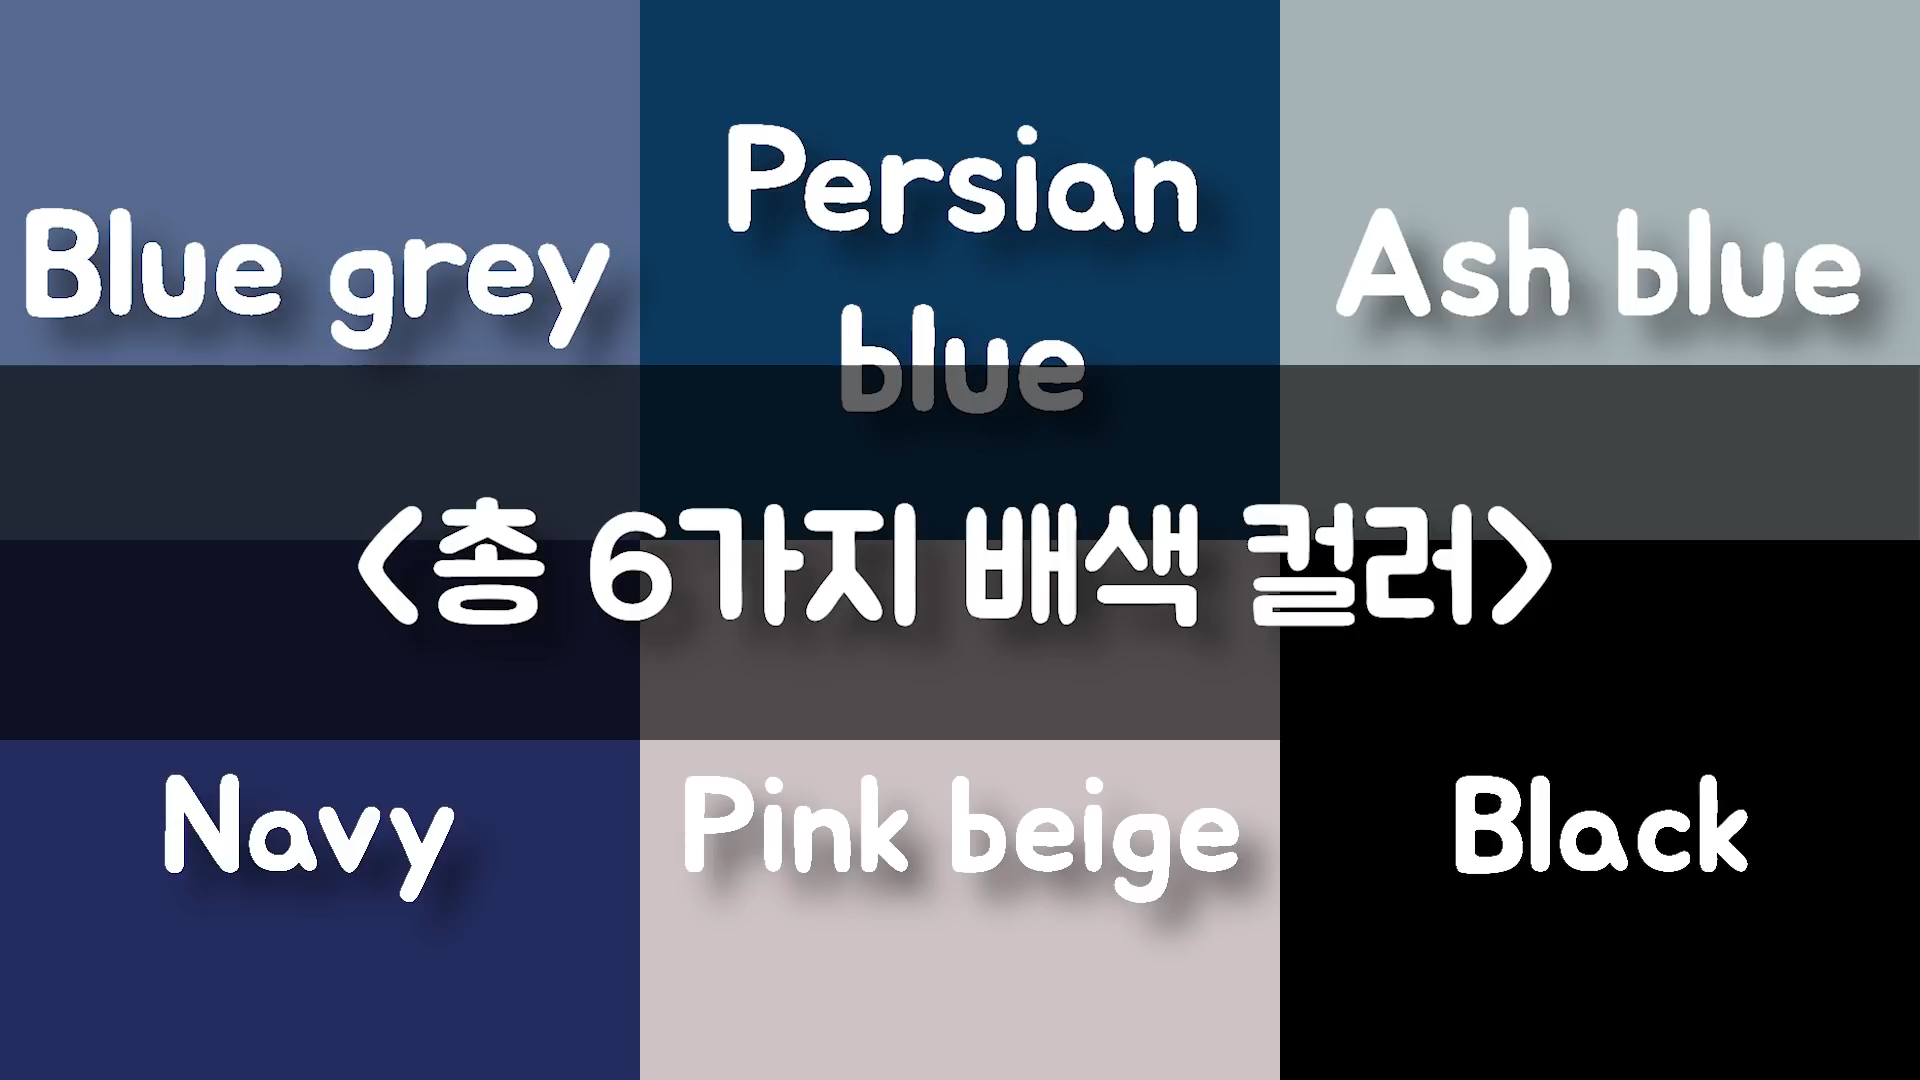 Blue grey
Persian
blue
Ash blue
<총 6가지 배색 컬러>
Navy
Pink beige
Black